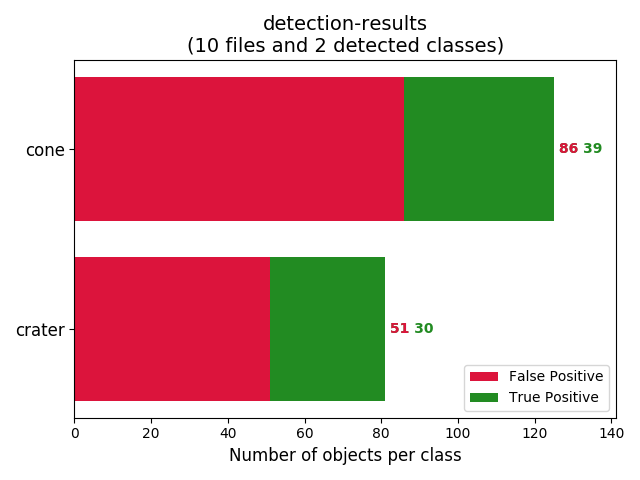 detection-results
(10 files and 2 detected classes)
cone
86 39
crater
51 30
False Positive
True Positive
0 20 40 60 80 100 120 140
Number of objects per class